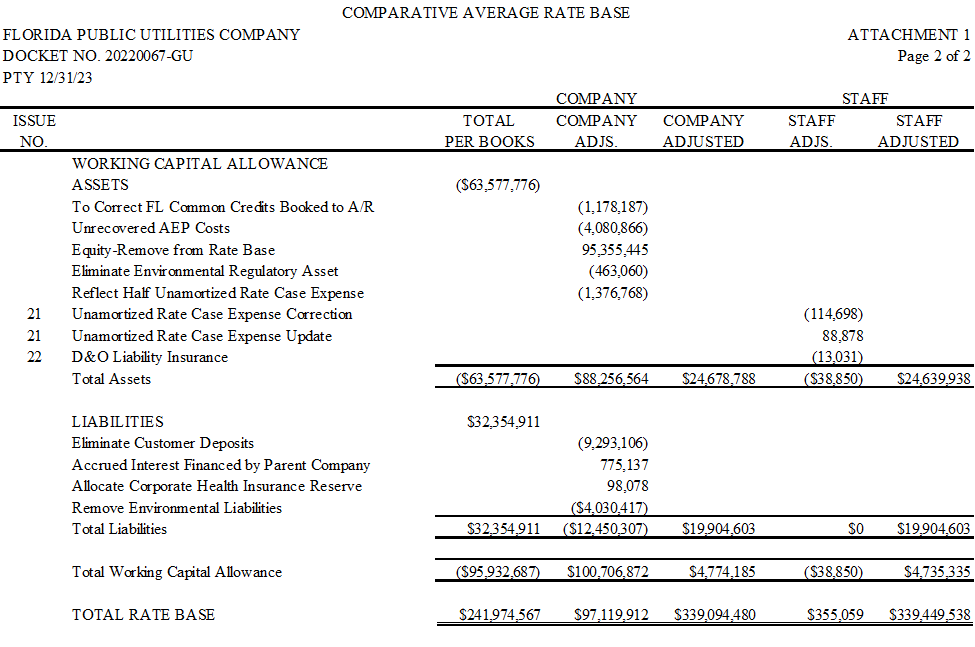 COMPARATIVE AVERAGE RATE BASE
FLORIDA PUBLIC UTILITIES COMPANY ATTACHMENT 1
DOCKET NO. 20220067-GU Page 2 of 2
PTY 12/31/23
COMPANY STAFF
ISSUE TOTAL COMPANY COMPANY STAFF STAFF
NO. PER BOOKS ADJS. ADJUSTED ADJS. ADJUSTED
WORKING CAPITAL ALLOWANCE
ASSETS ($63,577,776)
To Correct FL Common Credits Booked to A/R (1,178,187)
Unrecovered AEP Costs (4,080,866)
Equity-Remove from Rate Base 95,355,445
Eliminate Environmental Regulatory Asset (463,060)
Reflect Half Unamortized Rate Case Expense (1,376,768)
21 Unamortized Rate Case Expense Correction (114,698)
21 Unamortized Rate Case Expense Update 88,878
22 D&O Liability Insurance (13,031)
Total Assets ($63,577,776) $88,256,564 $24,678,788 ($38,850) $24,639,938
LIABILITIES $32,354,911
Eliminate Customer Deposits (9,293,106)
Accrued Interest Financed by Parent Company 775,137
Allocate Corporate Health Insurance Reserve 98,078
Remove Environmental Liabilities ($4,030,417)
Total Liabilities $32,354,911 ($12,450,307) $19,904,603 $0 $19,904,603
Total Working Capital Allowance ($95,932,687) $100,706,872 $4,774,185 ($38,850) $4,735,335
TOTAL RATE BASE $241,974,567 $97,119,912 $339,094,480 $355,059 $339,449,538